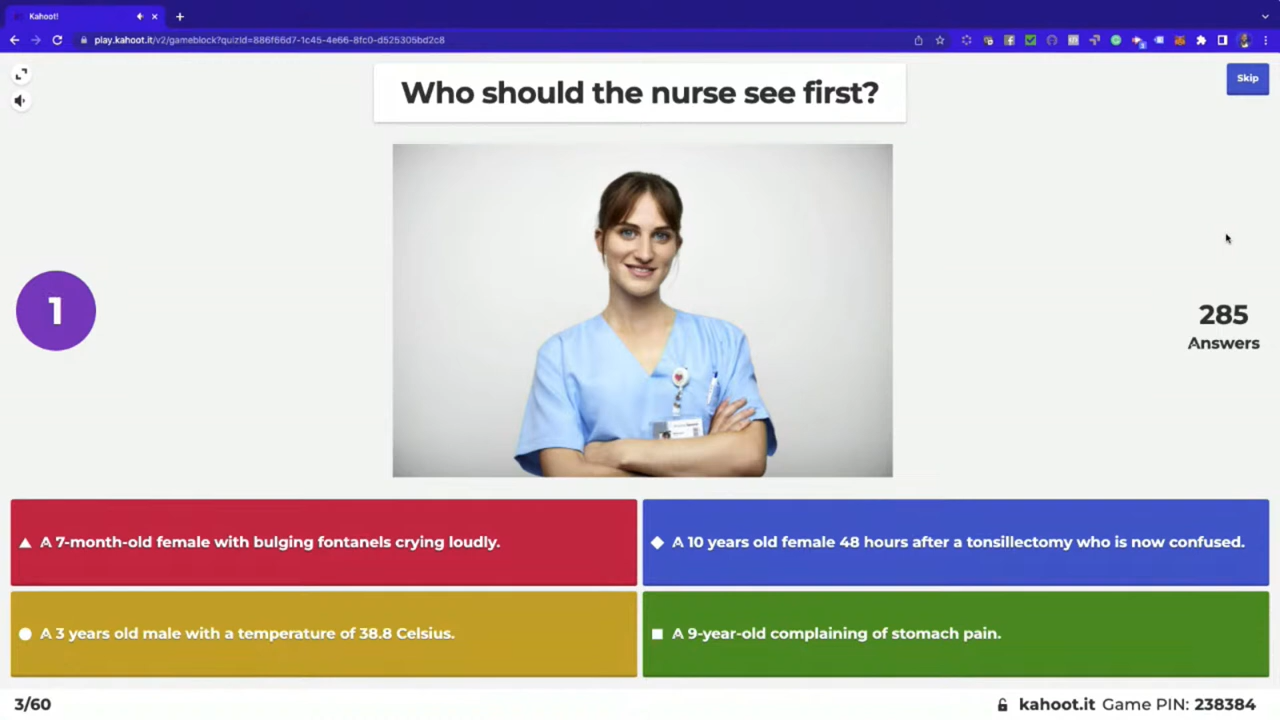 Kahoot!
play.kahoot.it/v2/gameblock?quizId=886f66d7-1c45-4e66-8fc0-d525305bd2c8
Who should the nurse see first?
Skip
1
285
Answers
A 7-month-old female with bulging fontanels crying loudly.
A 10 years old female 48 hours after a tonsillectomy who is now confused.
A 3 years old male with a temperature of 38.8 Celsius.
A 9-year-old complaining of stomach pain.
3/60
kahoot.it Game PIN: 238384